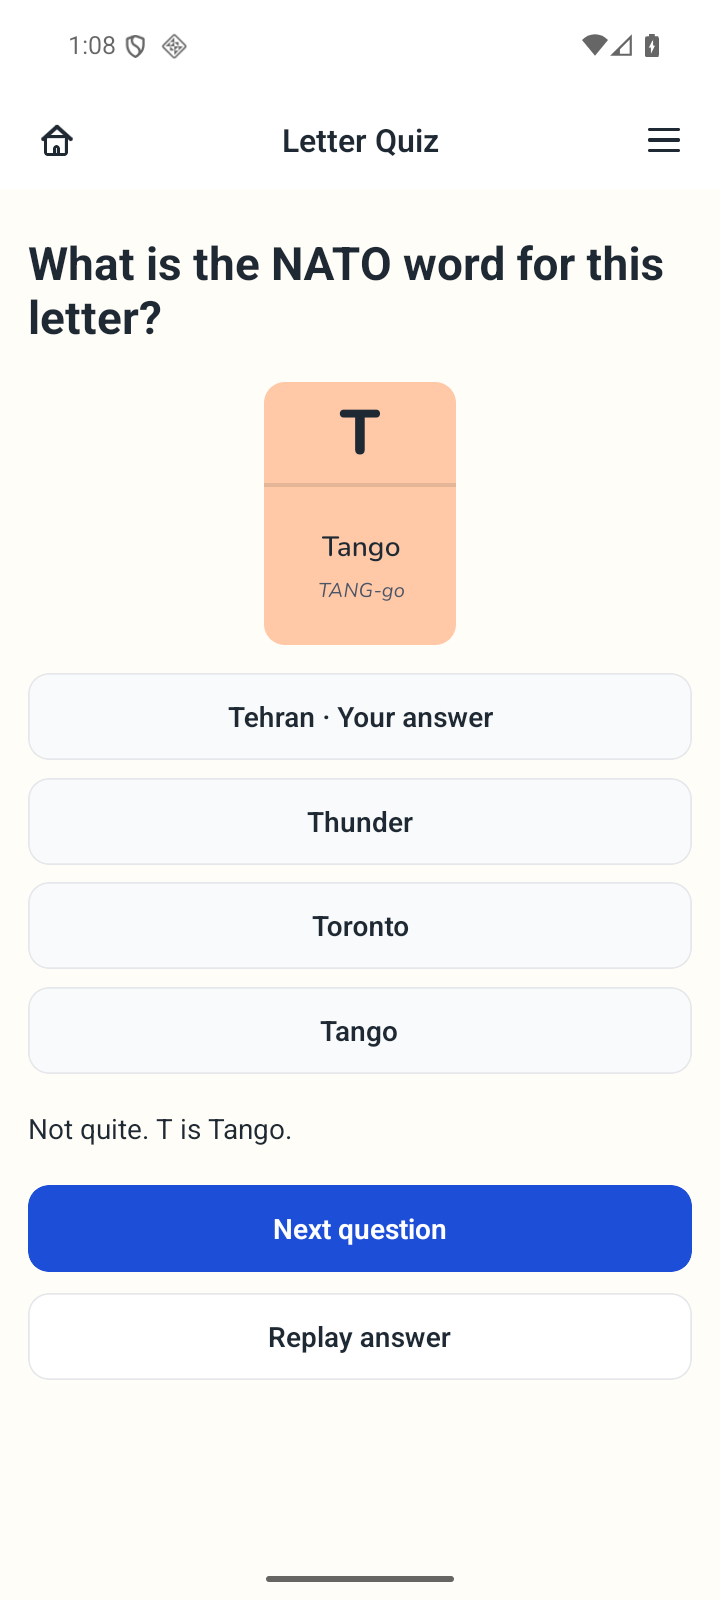 1:08
Letter Quiz
What is the NATO word for this
letter?
T
Tango
TANG-go
Tehran · Your answer
Thunder
Toronto
Tango
Not quite. T is Tango.
Next question
Replay answer